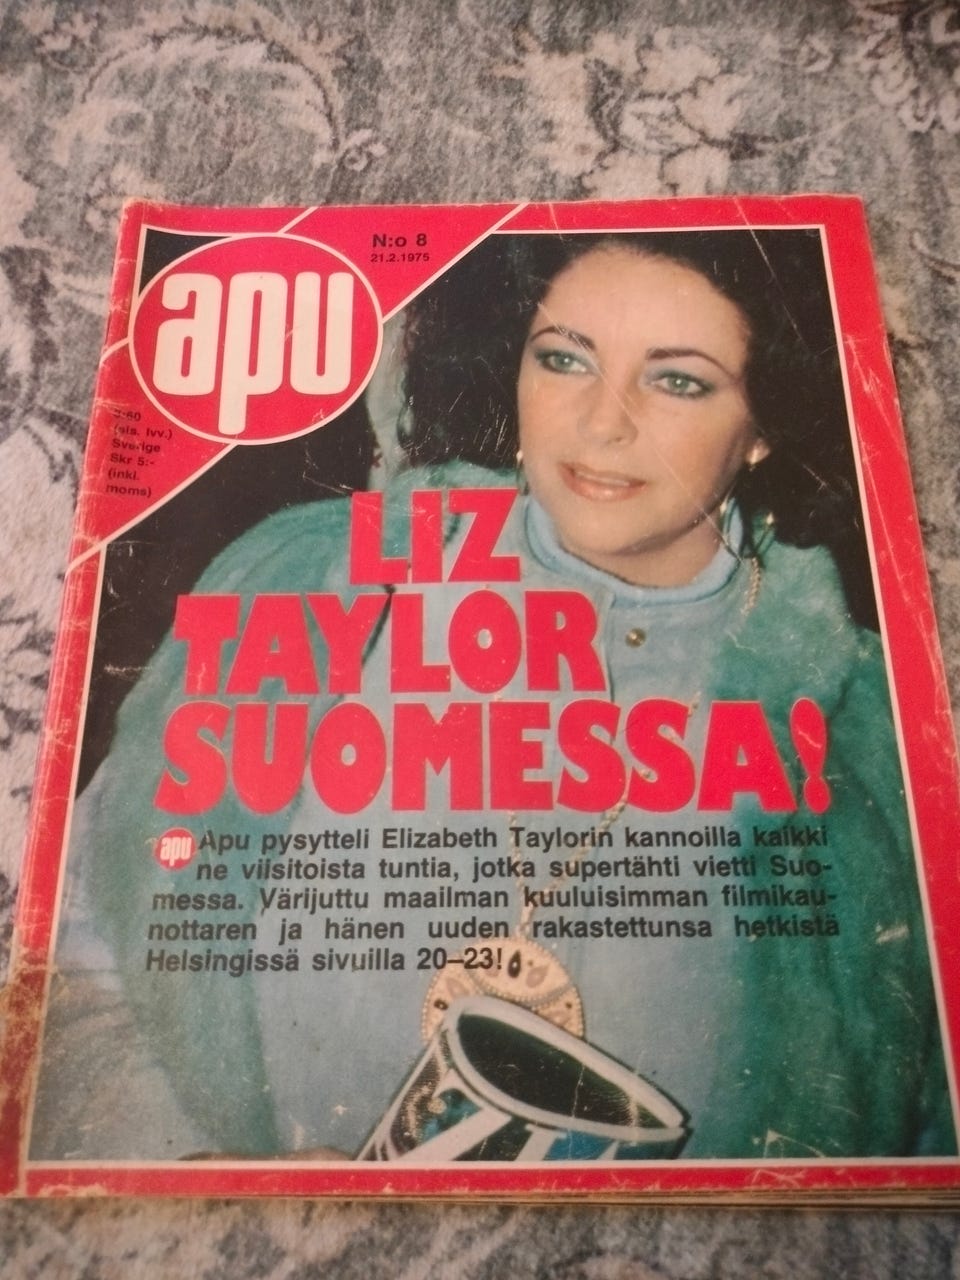 apu
N:o 8
21.2.1975
(sis. lvv.)
Sverige
Skr 5:-
(inkl.
moms)
LIZ
TAYLOR
SUOMESSA!
apu Apu pysytteli Elizabeth Taylorin kannoilla kaikki
ne viisitoista tuntia, jotka supertähti vietti Suo-
messa. Värijuttu maailman kuuluisimman filmikau-
nottaren ja hänen uuden rakastettunsa hetkistä
Helsingissä sivuilla 20–23!